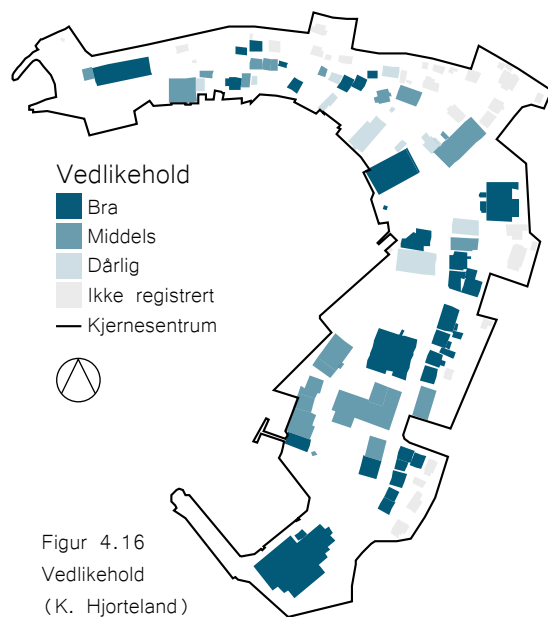 Vedlikehold
Bra
Middels
Dårlig
Ikke registrert
Kjernesentrum
Figur 4.16
Vedlikehold
(K. Hjorteland)